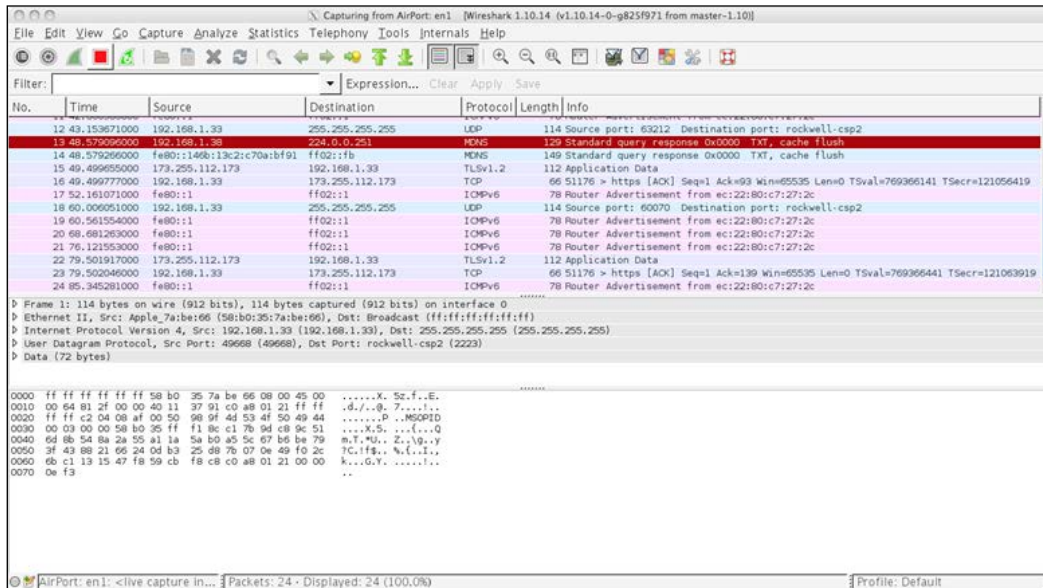 Capturing from AirPort: en1 [Wireshark 1.10.14 (v1.10.14-0-g825f971 from master-1.10)]
File Edit View Go Capture Analyze Statistics Telephony Tools Internals Help
Filter: Expression... Clear Apply Save
No. Time Source Destination Protocol Length Info
12 43.153671000 192.168.1.33 255.255.255.255 UDP 114 Source port: 63212 Destination port: rockwell-csp2
13 48.579096000 192.168.1.38 224.0.0.251 MDNS 129 Standard query response 0x0000 TXT, cache flush
14 48.579266000 fe80::146b:13c2:c70a:bf91 ff02::fb MDNS 149 Standard query response 0x0000 TXT, cache flush
15 49.499655000 173.255.112.173 192.168.1.33 TLSv1.2 112 Application Data
16 49.499777000 192.168.1.33 173.255.112.173 TCP 66 51176 > https [ACK] Seq=1 Ack=93 Win=65535 Len=0 TSval=769366141 TSecr=121056419
17 52.161071000 fe80::1 ff02::1 ICMPv6 78 Router Advertisement from ec:22:80:c7:27:2c
18 60.006051000 192.168.1.33 255.255.255.255 UDP 114 Source port: 60070 Destination port: rockwell-csp2
19 60.561554000 fe80::1 ff02::1 ICMPv6 78 Router Advertisement from ec:22:80:c7:27:2c
20 68.681263000 fe80::1 ff02::1 ICMPv6 78 Router Advertisement from ec:22:80:c7:27:2c
21 76.121553000 fe80::1 ff02::1 ICMPv6 78 Router Advertisement from ec:22:80:c7:27:2c
22 79.501917000 173.255.112.173 192.168.1.33 TLSv1.2 112 Application Data
23 79.502046000 192.168.1.33 173.255.112.173 TCP 66 51176 > https [ACK] Seq=1 Ack=139 Win=65535 Len=0 TSval=769366441 TSecr=121063919
24 85.345281000 fe80::1 ff02::1 ICMPv6 78 Router Advertisement from ec:22:80:c7:27:2c
Frame 1: 114 bytes on wire (912 bits), 114 bytes captured (912 bits) on interface 0
Ethernet II, Src: Apple_7a:be:66 (58:b0:35:7a:be:66), Dst: Broadcast (ff:ff:ff:ff:ff:ff)
Internet Protocol Version 4, Src: 192.168.1.33 (192.168.1.33), Dst: 255.255.255.255 (255.255.255.255)
User Datagram Protocol, Src Port: 49668 (49668), Dst Port: rockwell-csp2 (2223)
Data (72 bytes)
0000 ff ff ff ff ff ff 58 b0 35 7a be 66 08 00 45 00 ......X. 5z.f..E.
0010 00 64 81 2f 00 00 40 11 37 91 c0 a8 01 21 ff ff .d./..@. 7....!..
0020 ff ff c2 04 08 af 00 50 98 9f 4d 53 4f 50 49 44 .......P ..MSOPID
0030 00 03 00 00 58 b0 35 ff f1 8c c1 7b 9d c8 9c 51 ....X.5. ...{...Q
0040 6d 8b 54 8a 2a 55 a1 1a 5a b0 a5 5c 67 b6 be 79 m.T.*U.. Z..\g..y
0050 3f 43 88 21 66 24 0d b3 25 d8 7b 07 0e 49 f0 2c ?C.!f$.. %.{..I.,
0060 6b c1 13 15 47 f8 59 cb f8 c8 c0 a8 01 21 00 00 k...G.Y. .....!..
0070 0e f3 ..
AirPort: en1: <live capture in... Packets: 24 · Displayed: 24 (100.0%) Profile: Default